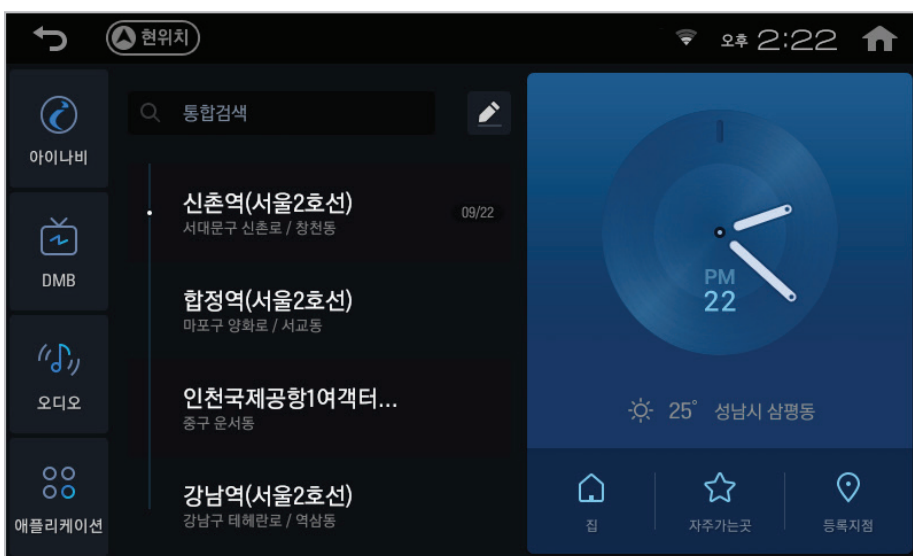 현위치
오후 2:22
아이나비
DMB
오디오
애플리케이션
통합검색
신촌역(서울2호선)
09/22
서대문구 신촌로 / 창천동
합정역(서울2호선)
마포구 양화로 / 서교동
인천국제공항1여객터...
중구 운서동
강남역(서울2호선)
강남구 테헤란로 / 역삼동
PM
22
25° 성남시 삼평동
집
자주가는곳
등록지점